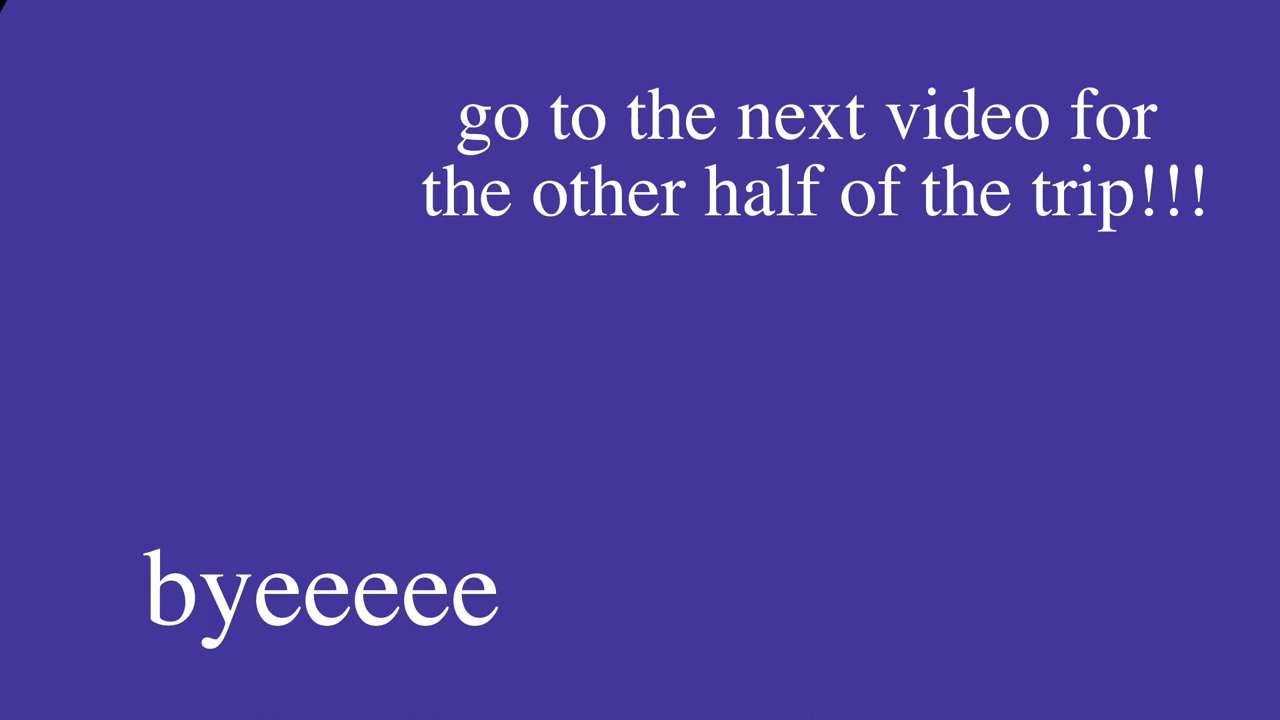 go to the next video for
the other half of the trip!!!
byeeeee